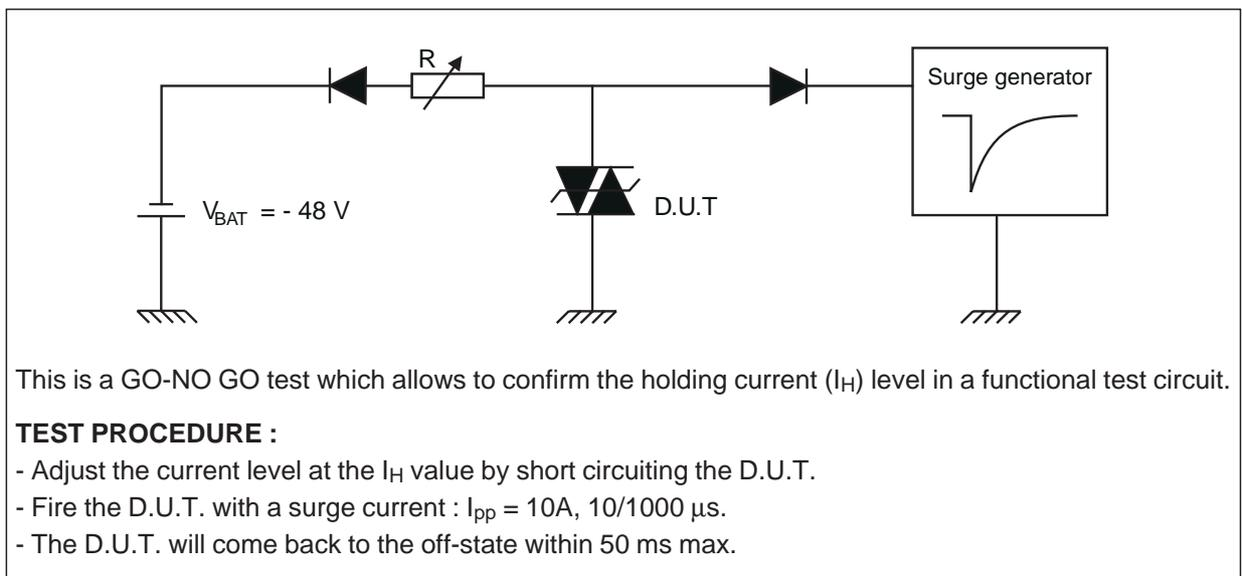 R
Surge generator
V_BAT = - 48 V
D.U.T
This is a GO-NO GO test which allows to confirm the holding current (I_H) level in a functional test circuit.
TEST PROCEDURE :
- Adjust the current level at the I_H value by short circuiting the D.U.T.
- Fire the D.U.T. with a surge current : I_pp = 10A, 10/1000 μs.
- The D.U.T. will come back to the off-state within 50 ms max.